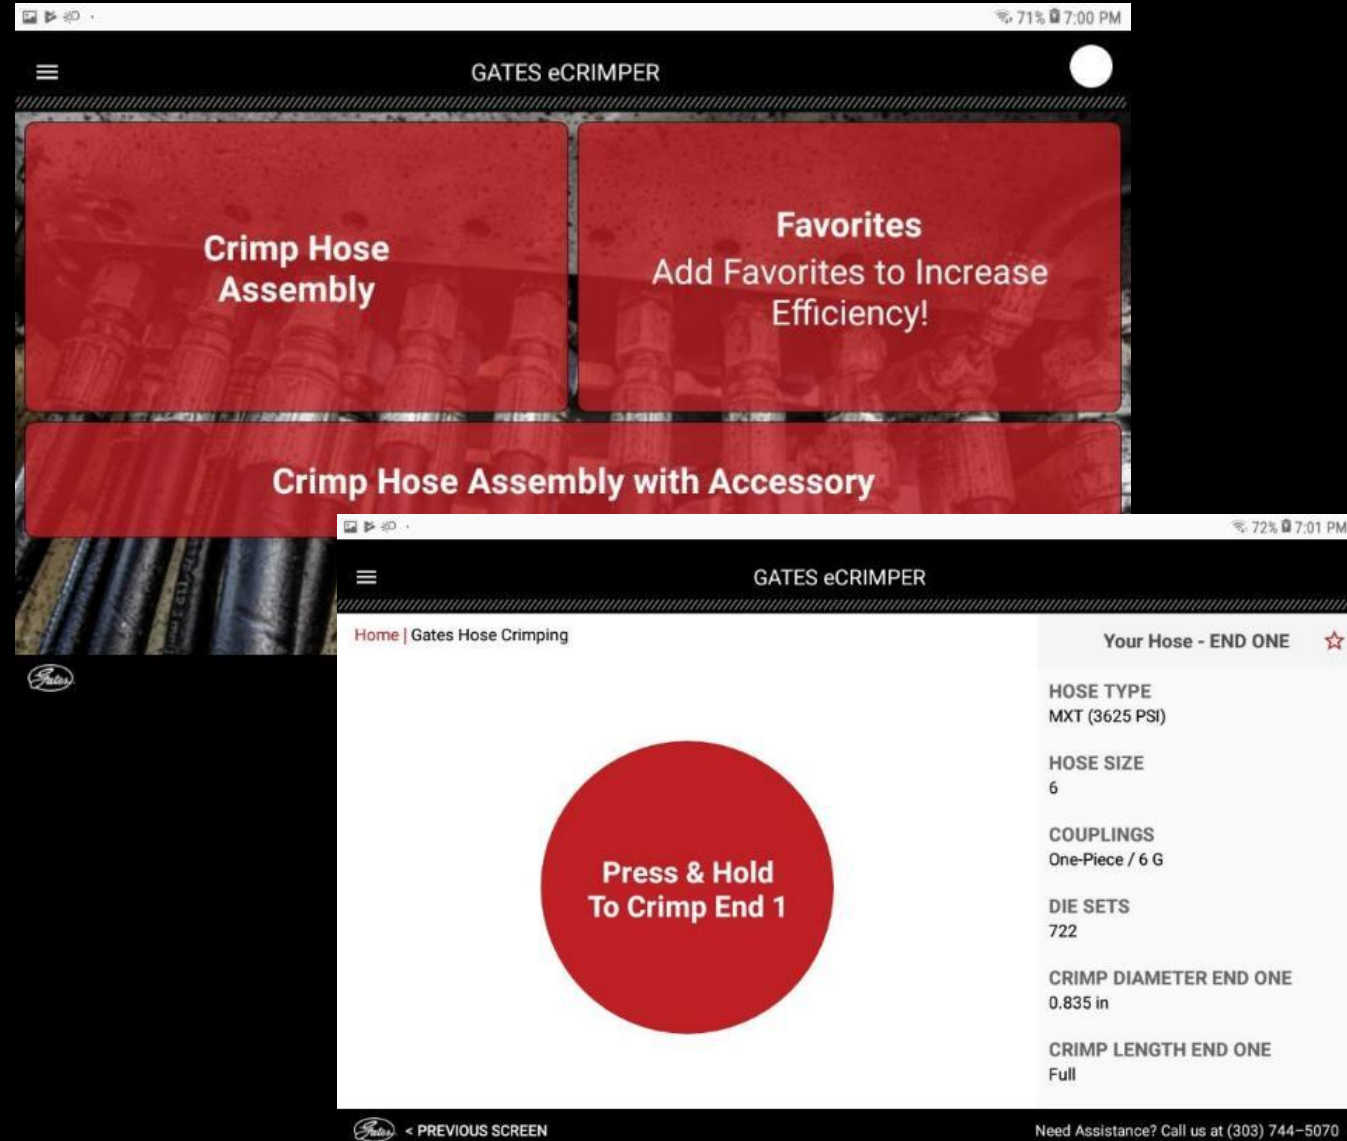 71% 7:00 PM
GATES eCRIMPER
Crimp Hose
Assembly
Favorites
Add Favorites to Increase
Efficiency!
Crimp Hose Assembly with Accessory
Gates
72% 7:01 PM
GATES eCRIMPER
Home | Gates Hose Crimping
Press & Hold
To Crimp End 1
Your Hose - END ONE
HOSE TYPE
MXT (3625 PSI)
HOSE SIZE
6
COUPLINGS
One-Piece / 6 G
DIE SETS
722
CRIMP DIAMETER END ONE
0.835 in
CRIMP LENGTH END ONE
Full
Gates < PREVIOUS SCREEN
Need Assistance? Call us at (303) 744-5070